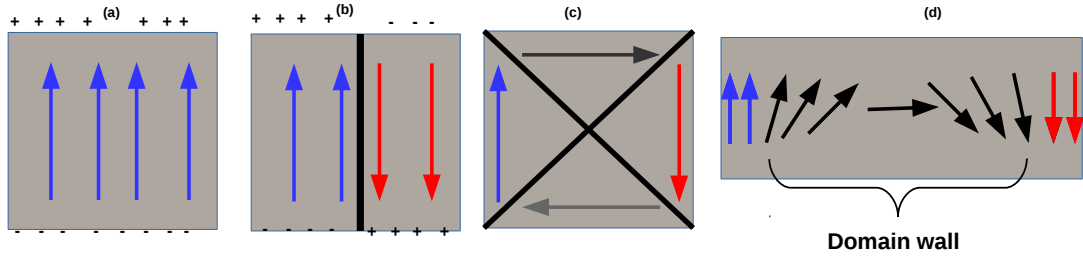 (a) (b) (c) (d)
+ + + + + + + + + + + - - -
- - - - - - - - - - - + + + +
Domain wall